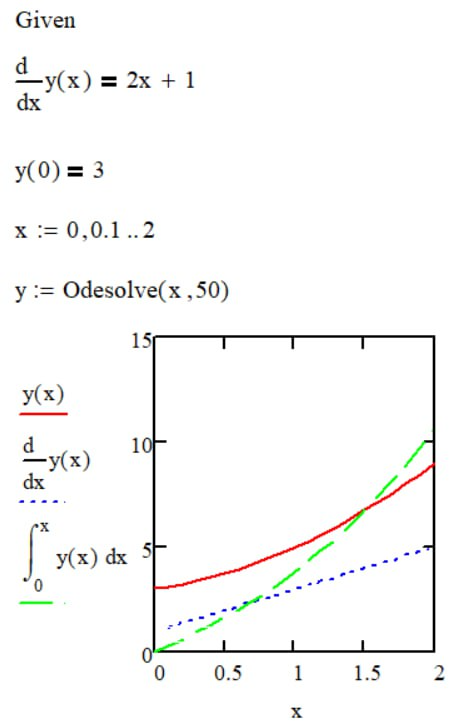 Given
d
dx
y(x) = 2x + 1
y(0) = 3
x := 0,0.1 .. 2
y := Odesolve(x ,50)
15
10
5
0
y(x)
d
dx
y(x)
∫
x
0
y(x) dx
0 0.5 1 1.5 2
x